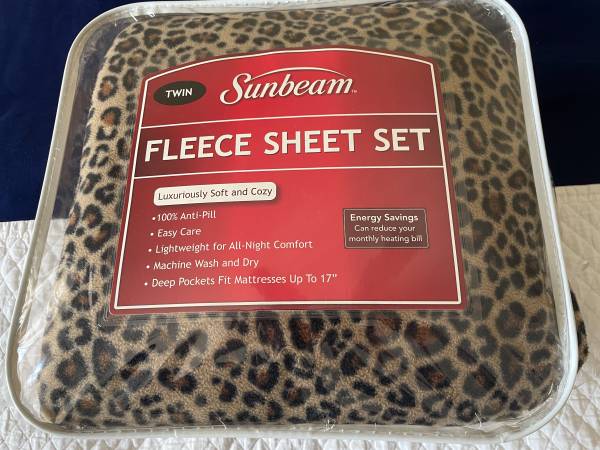 TWIN
Sunbeam™
FLEECE SHEET SET
Luxuriously Soft and Cozy
•100% Anti-Pill
• Easy Care
• Lightweight for All-Night Comfort
• Machine Wash and Dry
• Deep Pockets Fit Mattresses Up To 17"
Energy Savings
Can reduce your
monthly heating bill